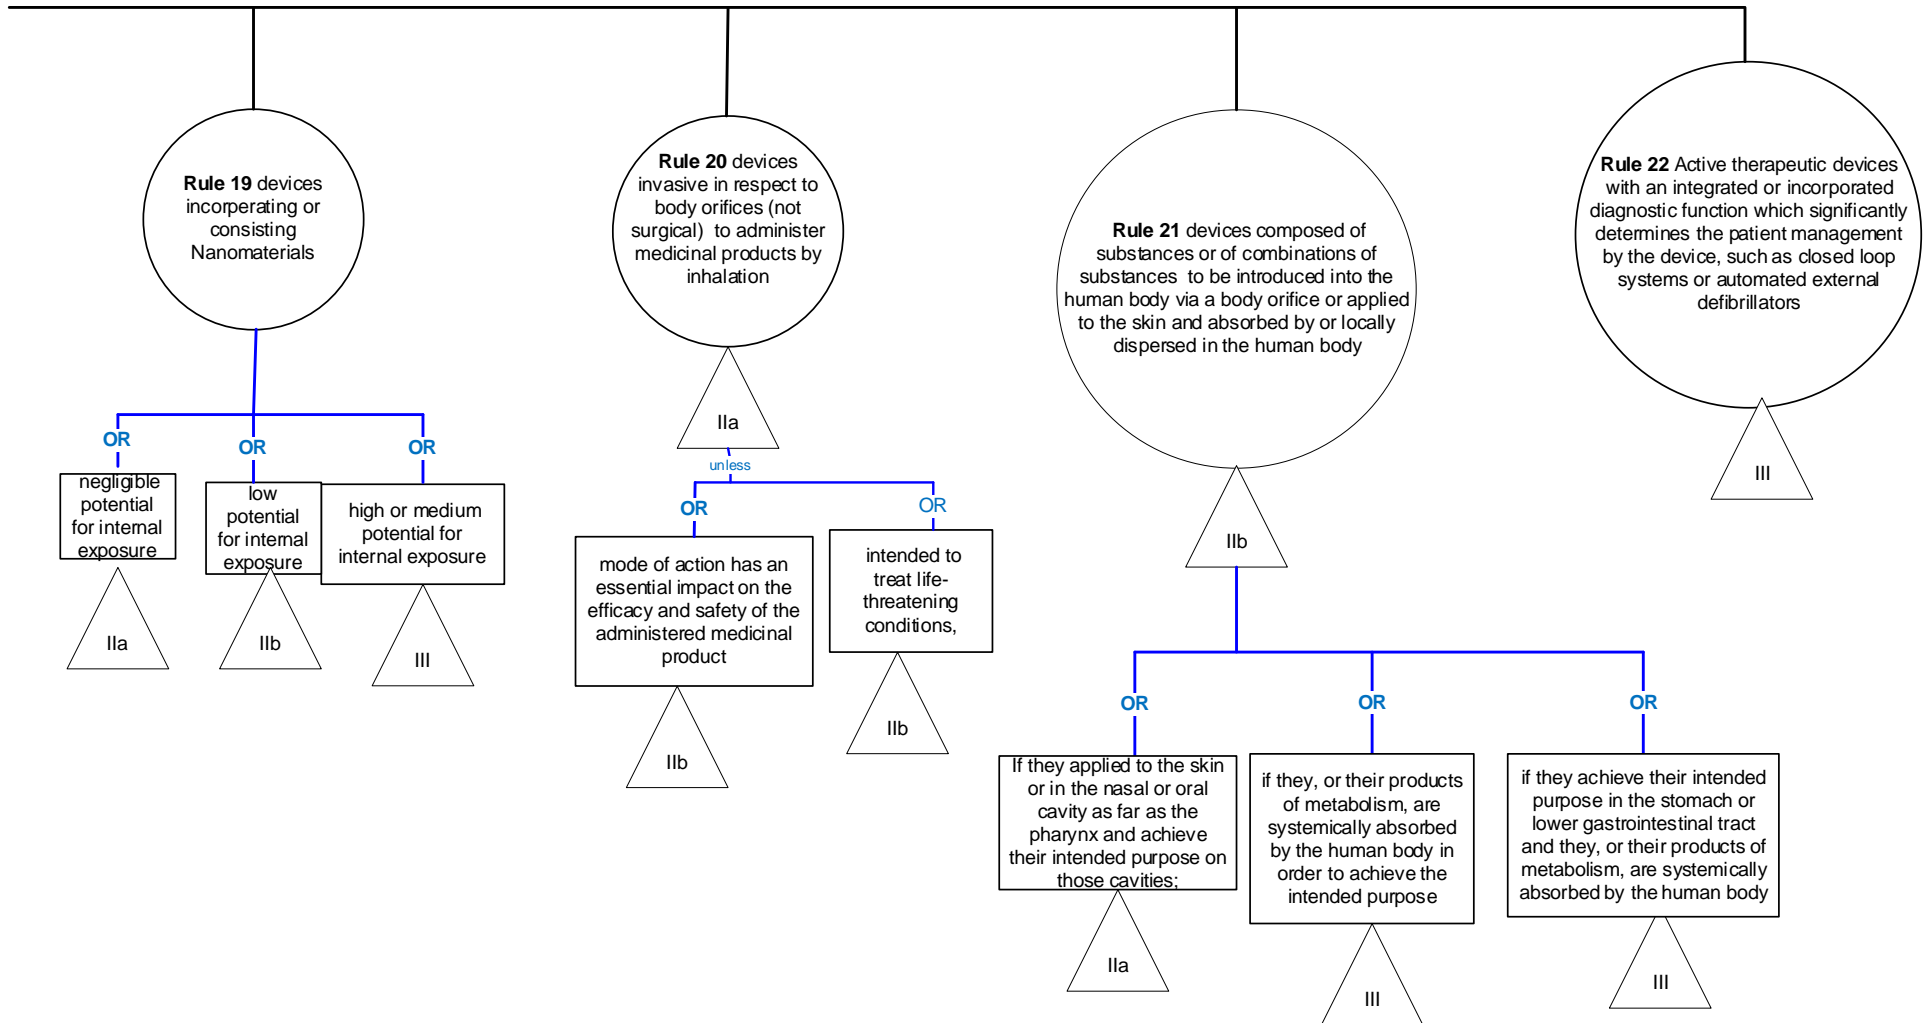 Rule 19 devices
incorperating or
consisting
Nanomaterials
OR
negligible
potential
for internal
exposure
IIa
OR
low
potential
for internal
exposure
IIb
OR
high or medium
potential for
internal exposure
III
Rule 20 devices
invasive in respect to
body orifices (not
surgical) to administer
medicinal products by
inhalation
IIa
unless
OR
mode of action has an
essential impact on the
efficacy and safety of the
administered medicinal
product
IIb
OR
intended to
treat life-
threatening
conditions,
IIb
Rule 21 devices composed of
substances or of combinations of
substances to be introduced into the
human body via a body orifice or applied
to the skin and absorbed by or locally
dispersed in the human body
IIb
OR
If they applied to the skin
or in the nasal or oral
cavity as far as the
pharynx and achieve
their intended purpose on
those cavities;
IIa
OR
if they, or their products
of metabolism, are
systemically absorbed
by the human body in
order to achieve the
intended purpose
III
OR
if they achieve their intended
purpose in the stomach or
lower gastrointestinal tract
and they, or their products of
metabolism, are systemically
absorbed by the human body
III
Rule 22 Active therapeutic devices
with an integrated or incorporated
diagnostic function which significantly
determines the patient management
by the device, such as closed loop
systems or automated external
defibrillators
III